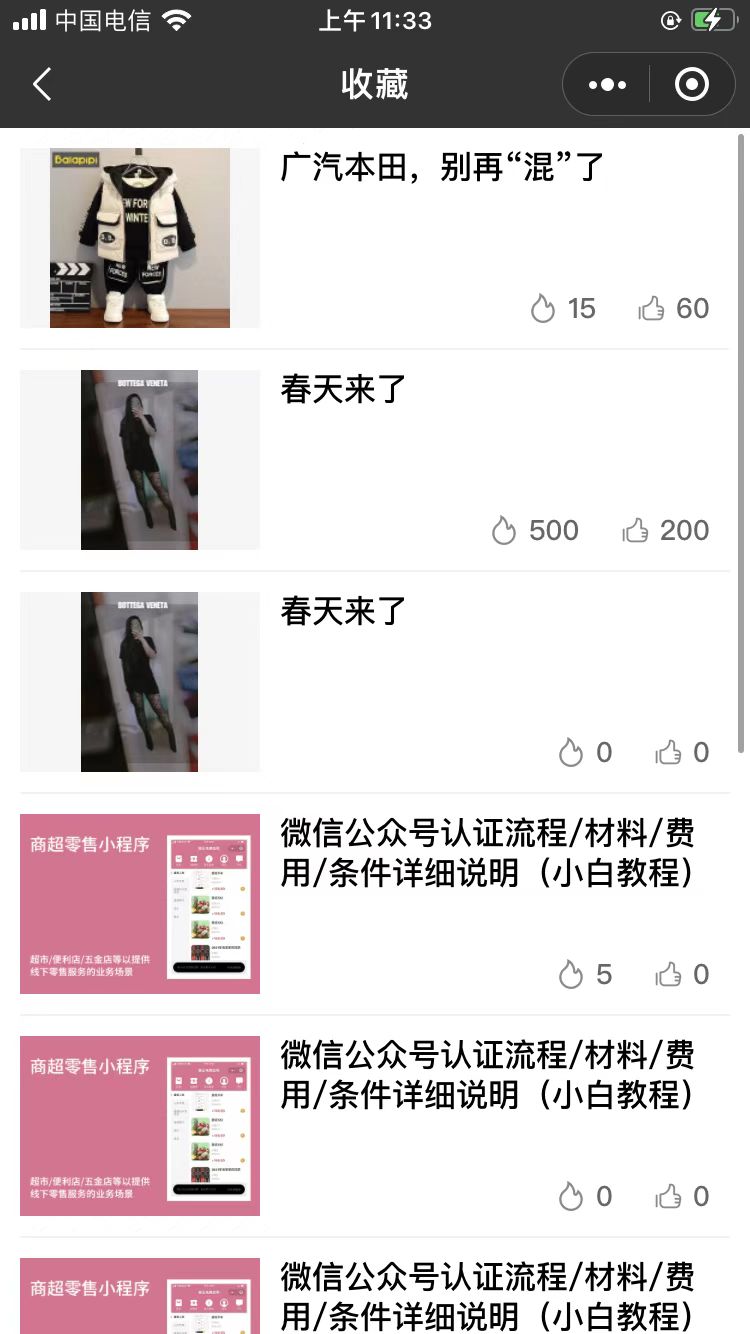 中国电信
上午11:33
收藏
Balapipi
EW FOR
WINTE
NEW
FORCES
NEW
FORCES
广汽本田，别再“混”了
15
60
BOTTEGA VENETA
春天来了
500
200
BOTTEGA VENETA
春天来了
0
0
商超零售小程序
超市/便利店/五金店等以提供
线下零售服务的业务场景
微信公众号认证流程/材料/费
用/条件详细说明（小白教程）
5
0
商超零售小程序
超市/便利店/五金店等以提供
线下零售服务的业务场景
微信公众号认证流程/材料/费
用/条件详细说明（小白教程）
0
0
商超零售小程序
微信公众号认证流程/材料/费
用/条件详细说明（小白教程）